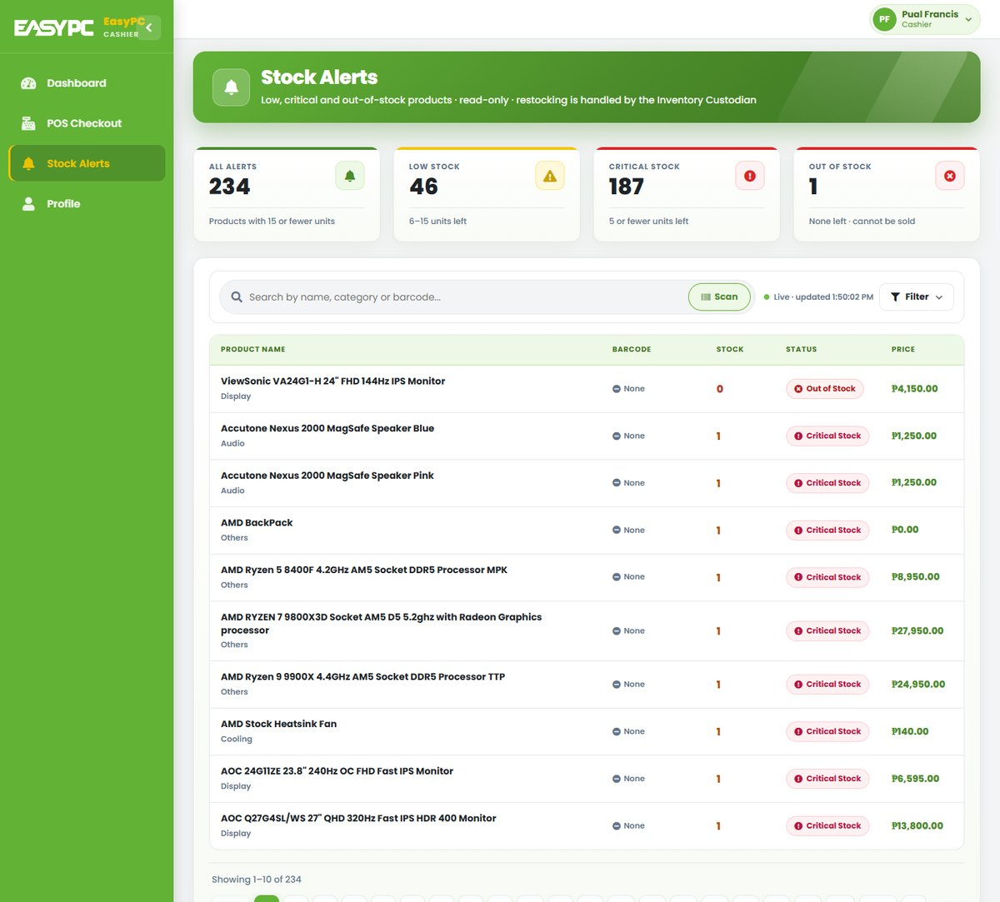 EASYPC
EasyPC
CASHIER
PF
Pual Francis
Cashier
Dashboard
POS Checkout
Stock Alerts
Profile
Stock Alerts
Low, critical and out-of-stock products · read-only · restocking is handled by the Inventory Custodian
ALL ALERTS
234
Products with 15 or fewer units
LOW STOCK
46
6–15 units left
CRITICAL STOCK
187
5 or fewer units left
OUT OF STOCK
1
None left · cannot be sold
Search by name, category or barcode...
Scan
Live · updated 1:50:02 PM
Filter
PRODUCT NAME BARCODE STOCK STATUS PRICE
ViewSonic VA24G1-H 24" FHD 144Hz IPS Monitor
Display
None 0 Out of Stock ₱4,150.00
Accutone Nexus 2000 MagSafe Speaker Blue
Audio
None 1 Critical Stock ₱1,250.00
Accutone Nexus 2000 MagSafe Speaker Pink
Audio
None 1 Critical Stock ₱1,250.00
AMD BackPack
Others
None 1 Critical Stock ₱0.00
AMD Ryzen 5 8400F 4.2GHz AM5 Socket DDR5 Processor MPK
Others
None 1 Critical Stock ₱8,950.00
AMD RYZEN 7 9800X3D Socket AM5 D5 5.2ghz with Radeon Graphics
processor
Others
None 1 Critical Stock ₱27,950.00
AMD Ryzen 9 9900X 4.4GHz AM5 Socket DDR5 Processor TTP
Others
None 1 Critical Stock ₱24,950.00
AMD Stock Heatsink Fan
Cooling
None 1 Critical Stock ₱140.00
AOC 24G11ZE 23.8" 240Hz OC FHD Fast IPS Monitor
Display
None 1 Critical Stock ₱6,595.00
AOC Q27G4SL/WS 27" QHD 320Hz Fast IPS HDR 400 Monitor
Display
None 1 Critical Stock ₱13,800.00
Showing 1–10 of 234